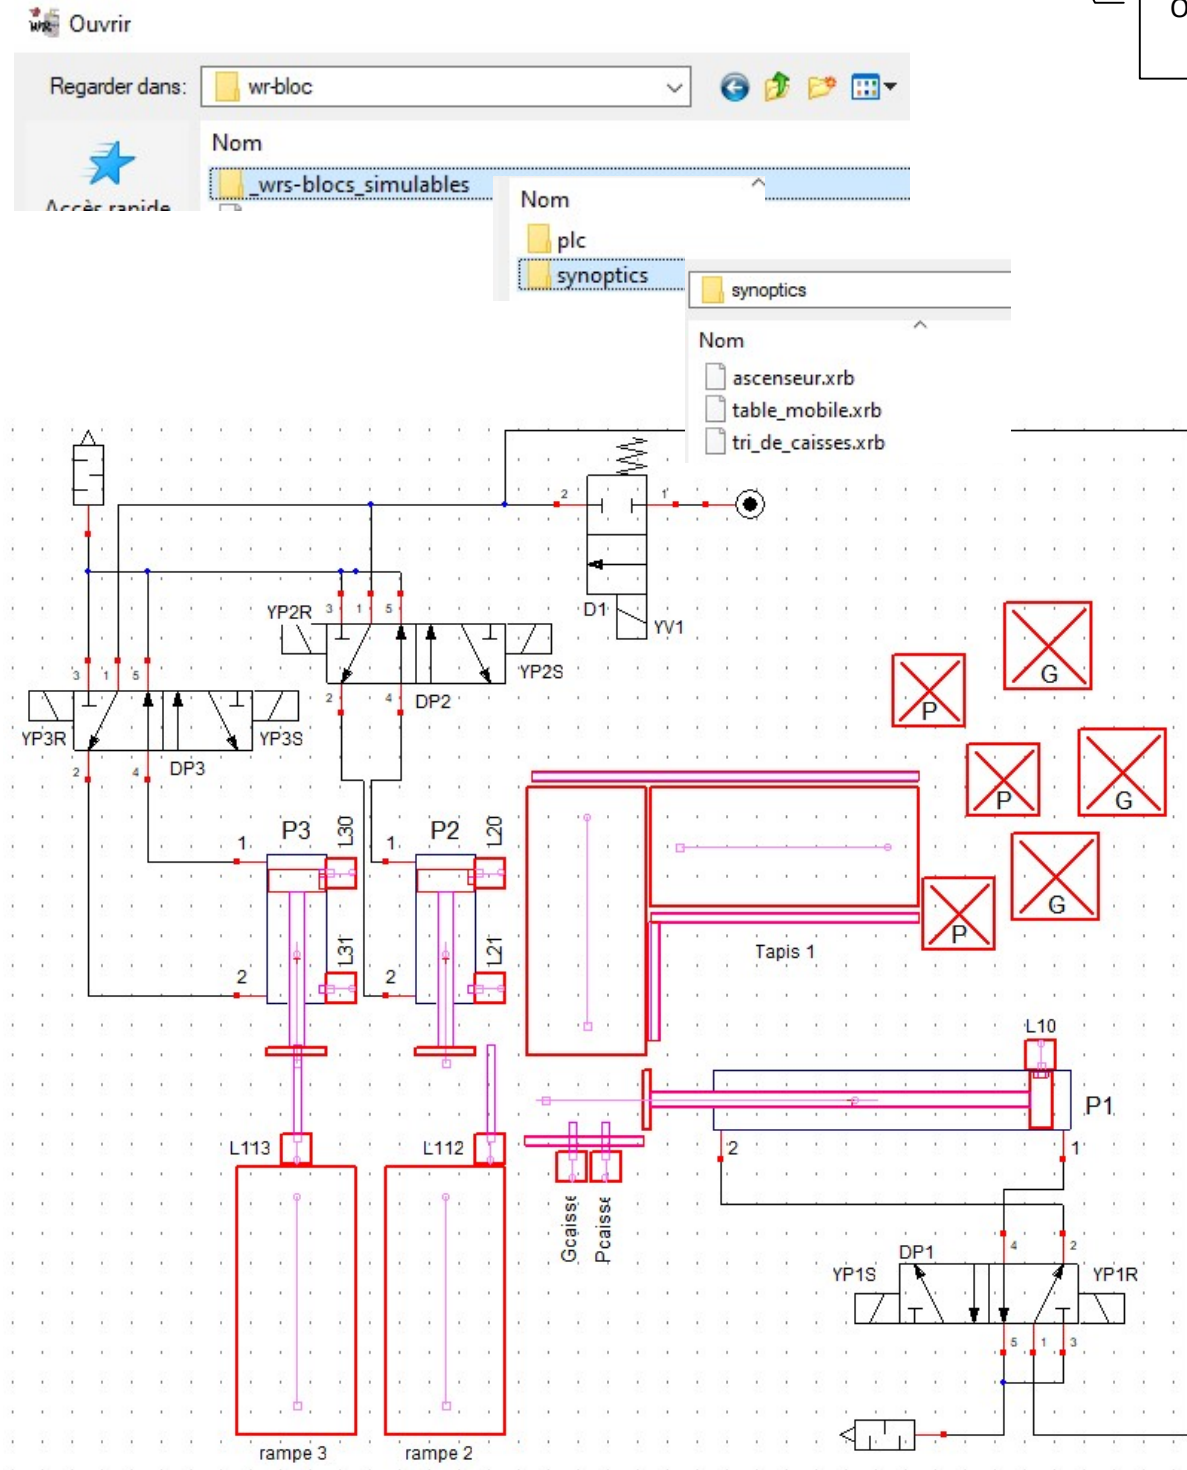 Ouvrir
Regarder dans:
wr-bloc
Nom
_wrs-blocs_simulables
Nom
plc
synoptics
synoptics
Nom
ascenseur.xrb
table_mobile.xrb
tri_de_caisses.xrb
2
1
D1
YV1
YP2R
3
1
5
YP2S
2
4
DP2
3
1
5
YP3R
YP3S
2
4
DP3
G
P
P
G
G
P
1
P3
L30
1
P2
L20
2
L31
2
L21
Tapis 1
L10
P1
2
1
L113
L112
Gcaisse
Pcaisse
DP1
4
2
YP1S
YP1R
5
1
3
rampe 3
rampe 2